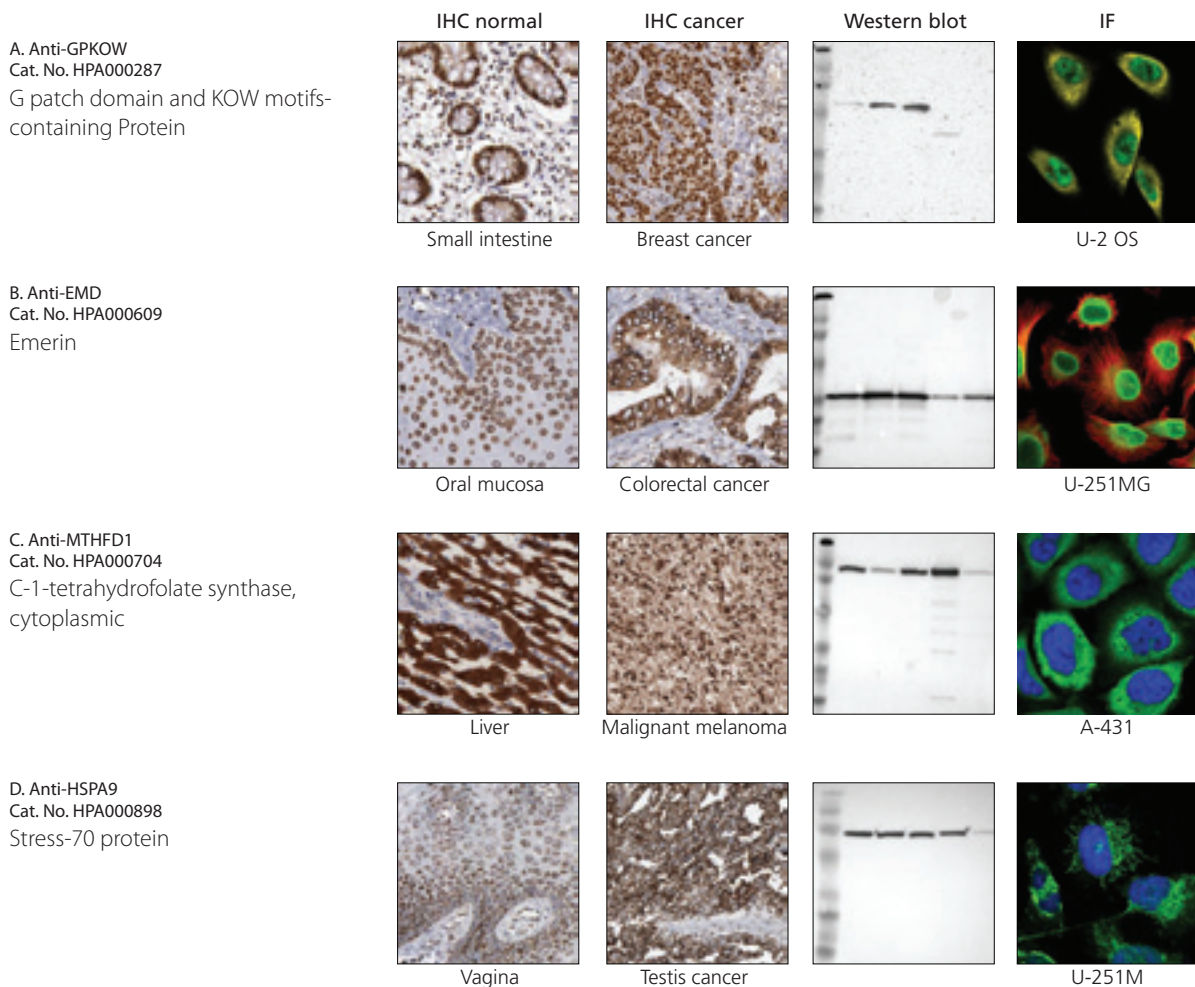 IHC normal
IHC cancer
Western blot
IF
A. Anti-GPKOW
Cat. No. HPA000287
G patch domain and KOW motifs-
containing Protein
Small intestine
Breast cancer
U-2 OS
B. Anti-EMD
Cat. No. HPA000609
Emerin
Oral mucosa
Colorectal cancer
U-251MG
C. Anti-MTHFD1
Cat. No. HPA000704
C-1-tetrahydrofolate synthase,
cytoplasmic
Liver
Malignant melanoma
A-431
D. Anti-HSPA9
Cat. No. HPA000898
Stress-70 protein
Vagina
Testis cancer
U-251M